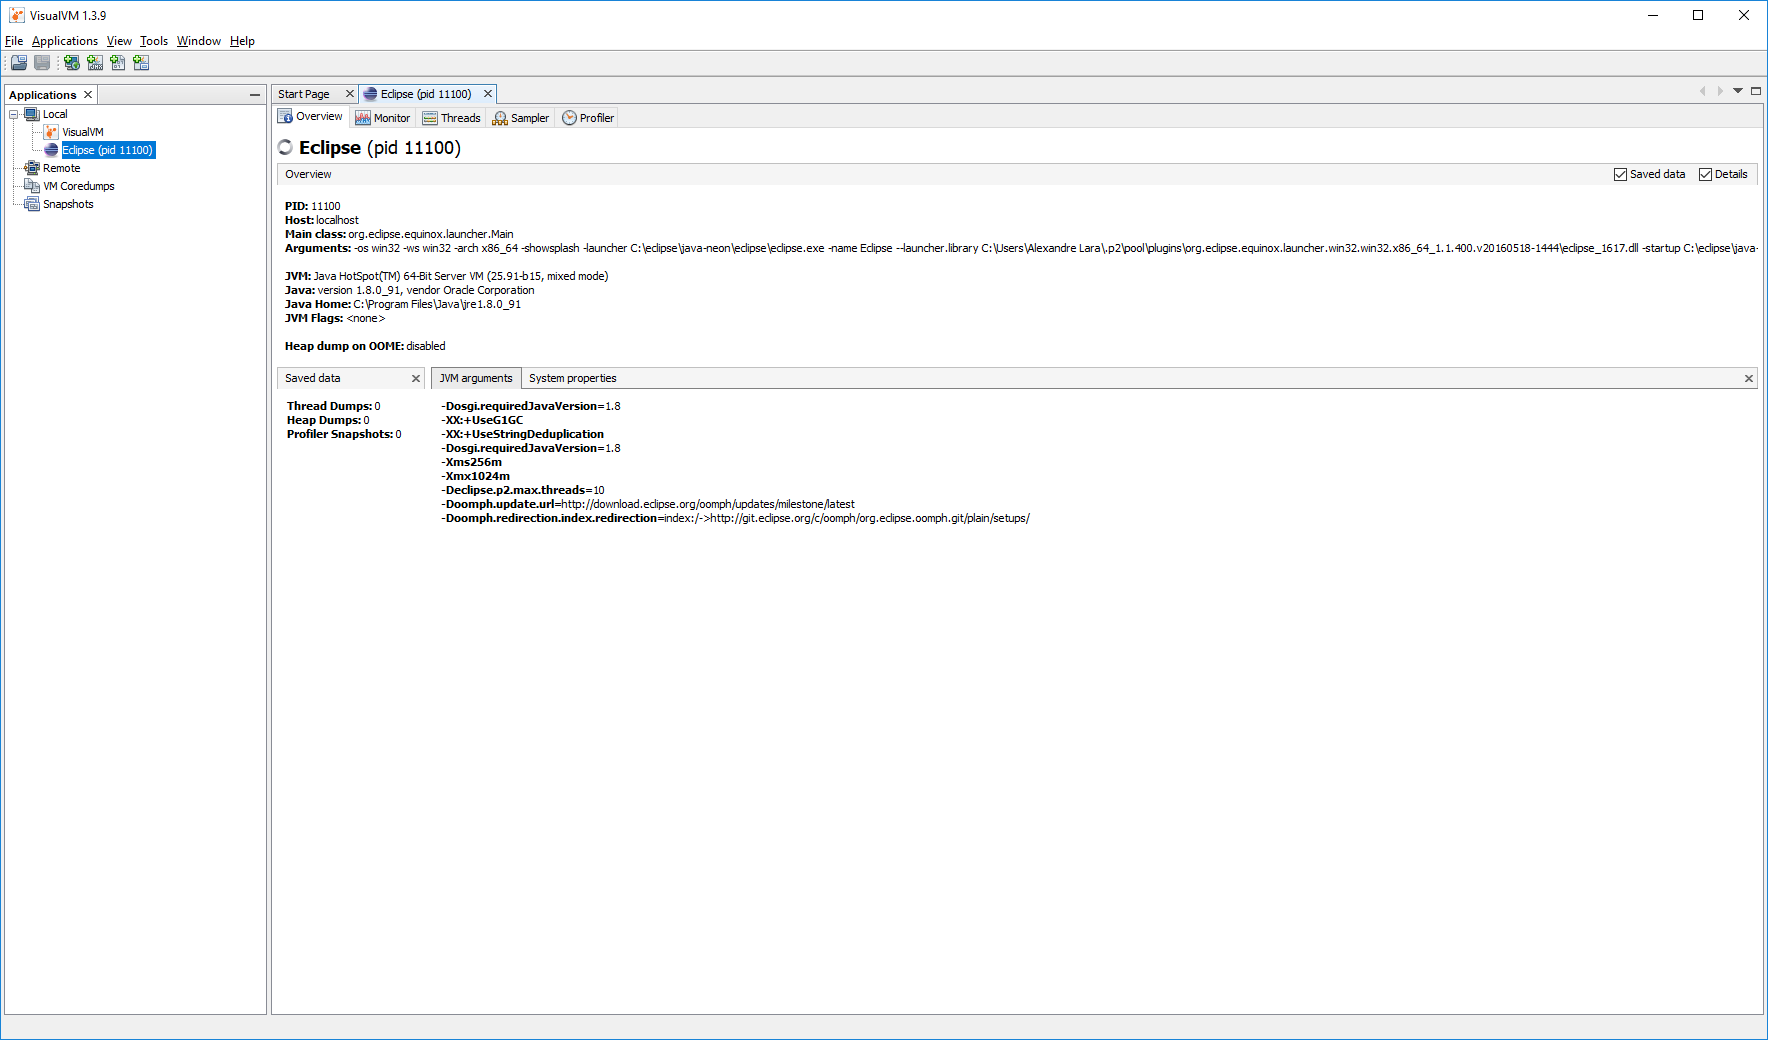 VisualVM 1.3.9
File Applications View Tools Window Help
Applications
Local
VisualVM
Eclipse (pid 11100)
Remote
VM Coredumps
Snapshots
Start Page Eclipse (pid 11100)
Overview Monitor Threads Sampler Profiler
Eclipse (pid 11100)
Overview Saved data Details
PID: 11100
Host: localhost
Main class: org.eclipse.equinox.launcher.Main
Arguments: -os win32 -ws win32 -arch x86_64 -showsplash -launcher C:\eclipse\java-neon\eclipse\eclipse.exe -name Eclipse --launcher.library C:\Users\Alexandre Lara\.p2\pool\plugins\org.eclipse.equinox.launcher.win32.win32.x86_64_1.1.400.v20160518-1444\eclipse_1617.dll -startup C:\eclipse\java-
JVM: Java HotSpot(TM) 64-Bit Server VM (25.91-b15, mixed mode)
Java: version 1.8.0_91, vendor Oracle Corporation
Java Home: C:\Program Files\Java\jre1.8.0_91
JVM Flags: <none>
Heap dump on OOME: disabled
Saved data
Thread Dumps: 0
Heap Dumps: 0
Profiler Snapshots: 0
JVM arguments System properties
-Dosgi.requiredJavaVersion=1.8
-XX:+UseG1GC
-XX:+UseStringDeduplication
-Dosgi.requiredJavaVersion=1.8
-Xms256m
-Xmx1024m
-Declipse.p2.max.threads=10
-Doomph.update.url=http://download.eclipse.org/oomph/updates/milestone/latest
-Doomph.redirection.index.redirection=index:/->http://git.eclipse.org/c/oomph/org.eclipse.oomph.git/plain/setups/